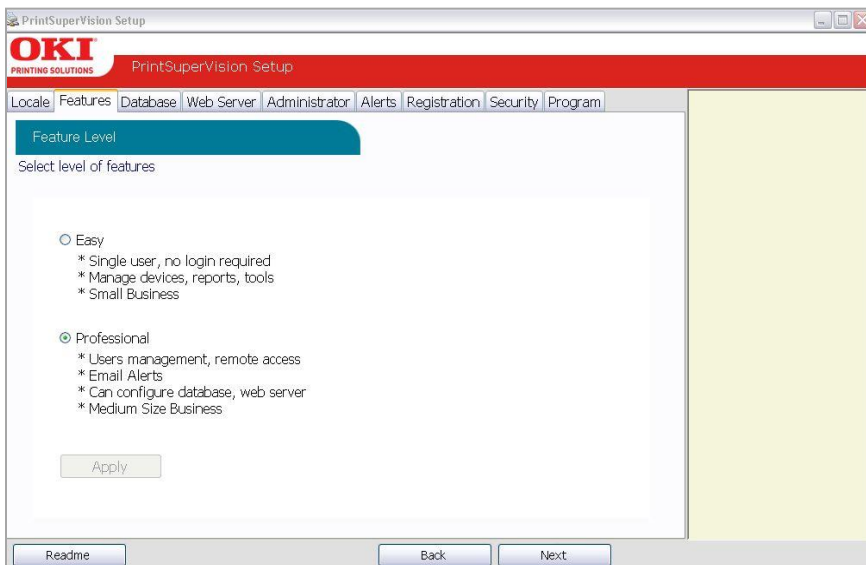 PrintSuperVision Setup
OKI
PRINTING SOLUTIONS
PrintSuperVision Setup
Locale Features Database Web Server Administrator Alerts Registration Security Program
Feature Level
Select level of features
Easy
* Single user, no login required
* Manage devices, reports, tools
* Small Business
Professional
* Users management, remote access
* Email Alerts
* Can configure database, web server
* Medium Size Business
Apply
Readme Back Next